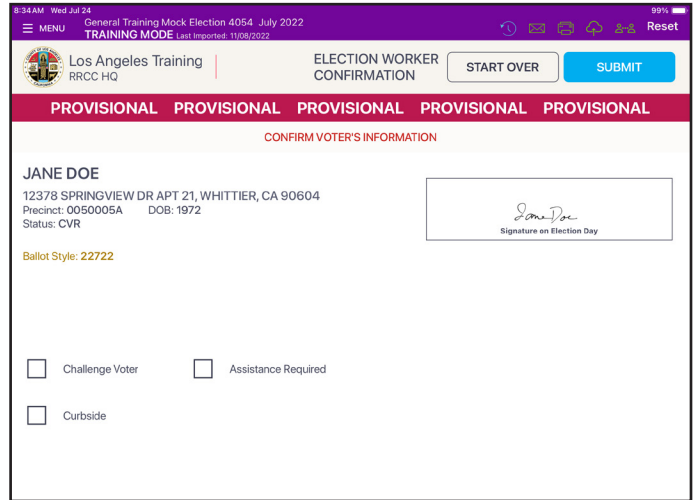 8:34AM Wed Jul 24 99%
MENU General Training Mock Election 4054 July 2022
TRAINING MODE Last Imported: 11/08/2022 Reset
Los Angeles Training
RRCC HQ
ELECTION WORKER
CONFIRMATION
START OVER
SUBMIT
PROVISIONAL PROVISIONAL PROVISIONAL PROVISIONAL PROVISIONAL
CONFIRM VOTER'S INFORMATION
JANE DOE
12378 SPRINGVIEW DR APT 21, WHITTIER, CA 90604
Precinct: 0050005A DOB: 1972
Status: CVR
Jane Doe
Signature on Election Day
Ballot Style: 22722
Challenge Voter Assistance Required
Curbside